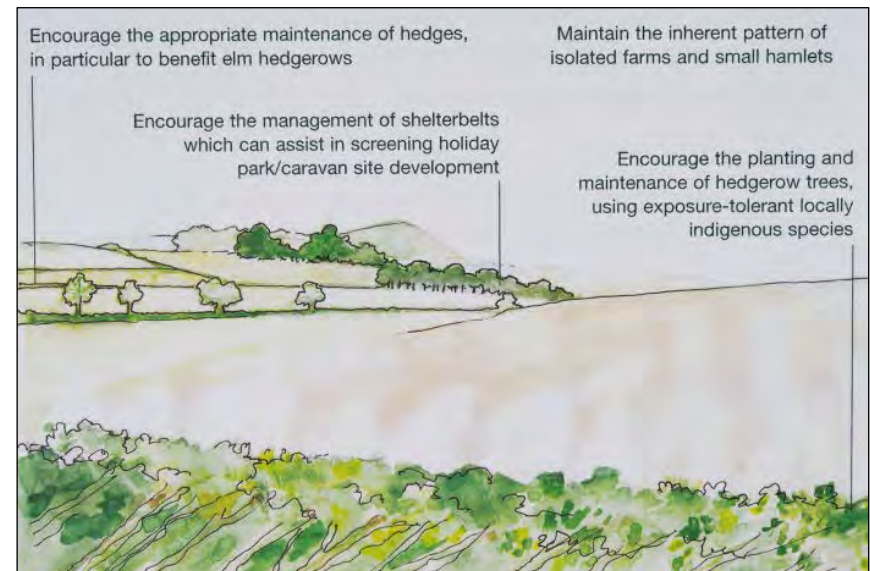 Encourage the appropriate maintenance of hedges,
in particular to benefit elm hedgerows
Maintain the inherent pattern of
isolated farms and small hamlets
Encourage the management of shelterbelts
which can assist in screening holiday
park/caravan site development
Encourage the planting and
maintenance of hedgerow trees,
using exposure-tolerant locally
indigenous species